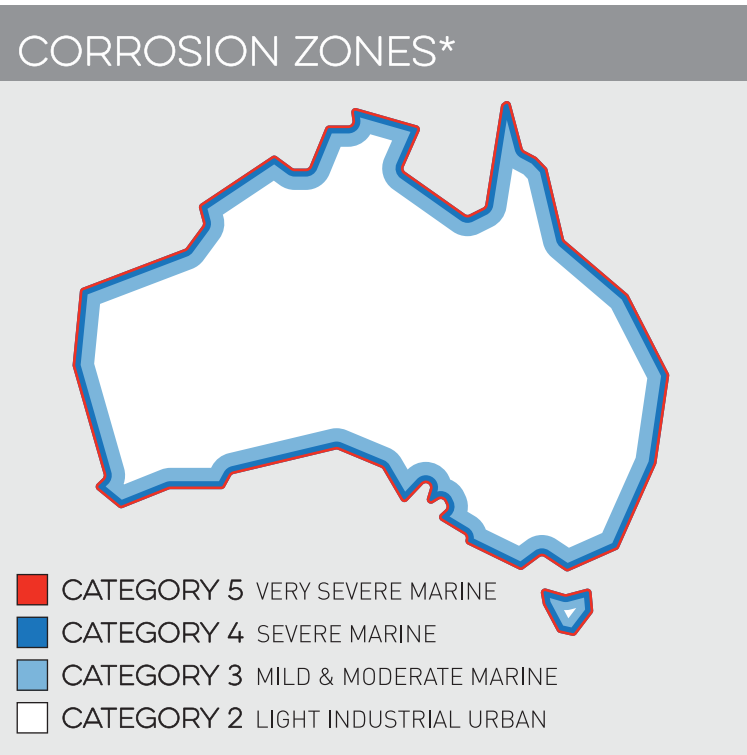 CORROSION ZONES*
CATEGORY 5 VERY SEVERE MARINE
CATEGORY 4 SEVERE MARINE
CATEGORY 3 MILD & MODERATE MARINE
CATEGORY 2 LIGHT INDUSTRIAL URBAN